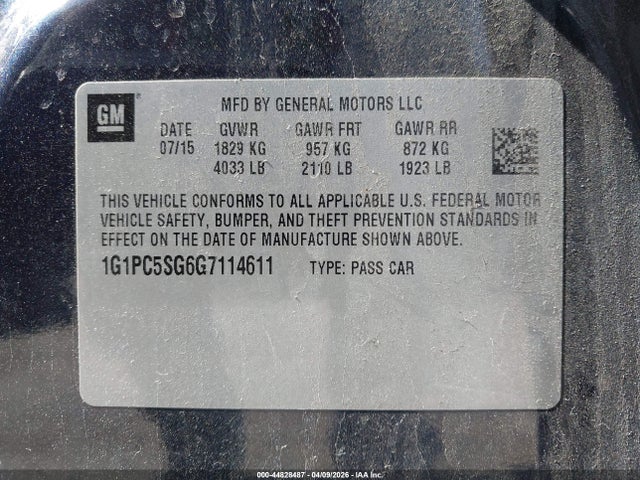 GM
MFD BY GENERAL MOTORS LLC
DATE GVWR GAWR FRT GAWR RR
07/15 1829 KG 957 KG 872 KG
4033 LB 2110 LB 1923 LB
THIS VEHICLE CONFORMS TO ALL APPLICABLE U.S. FEDERAL MOTOR
VEHICLE SAFETY, BUMPER, AND THEFT PREVENTION STANDARDS IN
EFFECT ON THE DATE OF MANUFACTURE SHOWN ABOVE.
1G1PC5SG6G7114611 TYPE: PASS CAR
000-44828487 - 04/09/2026 - IAA Inc.